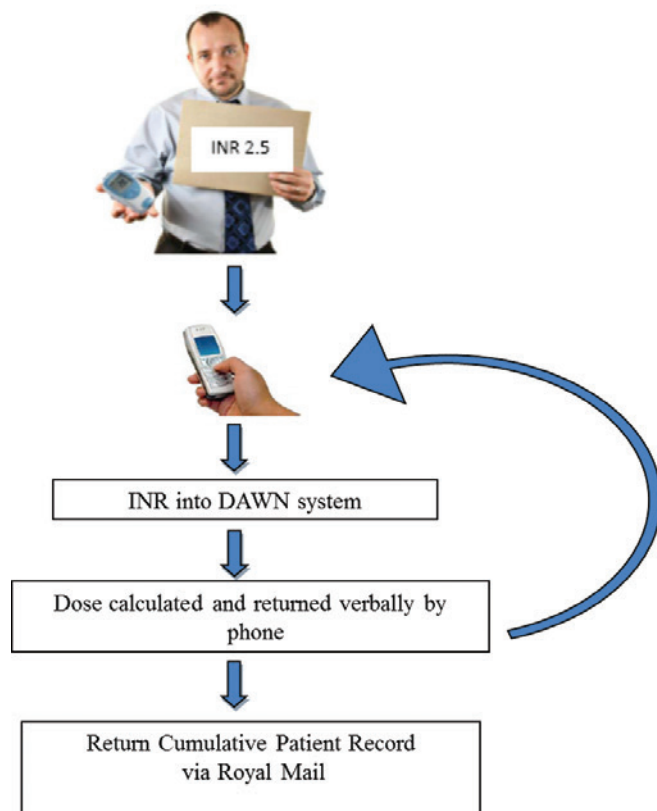 INR 2.5
INR into DAWN system
Dose calculated and returned verbally by
phone
Return Cumulative Patient Record
via Royal Mail